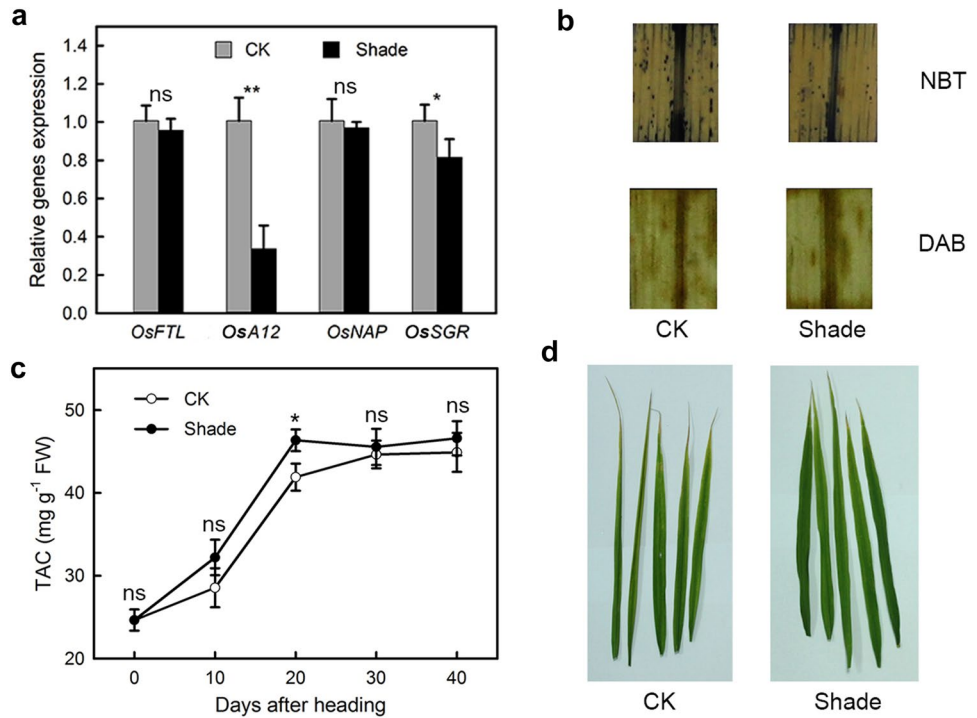 a
1.4
1.2
1.0
0.8
0.6
0.4
0.2
0.0
Relative genes expression
CK Shade
ns
**
ns
*
OsFTL OsA12 OsNAP OsSGR
b
NBT
DAB
CK Shade
c
CK
Shade
50
40
30
20
TAC (mg g⁻¹ FW)
ns
ns
*
ns
ns
0 10 20 30 40
Days after heading
d
CK Shade